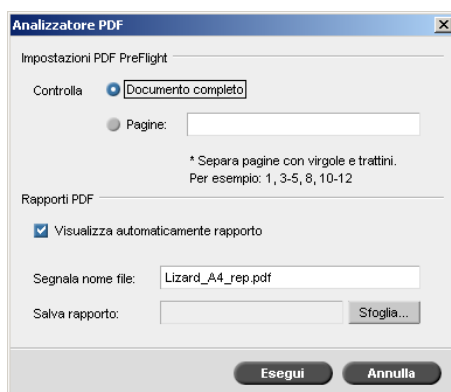 Analizzatore PDF
Impostazioni PDF PreFlight
Controlla Documento completo
Pagine:
* Separa pagine con virgole e trattini.
Per esempio: 1, 3-5, 8, 10-12
Rapporti PDF
Visualizza automaticamente rapporto
Segnala nome file: Lizard_A4_rep.pdf
Salva rapporto: Sfoglia...
Esegui Annulla